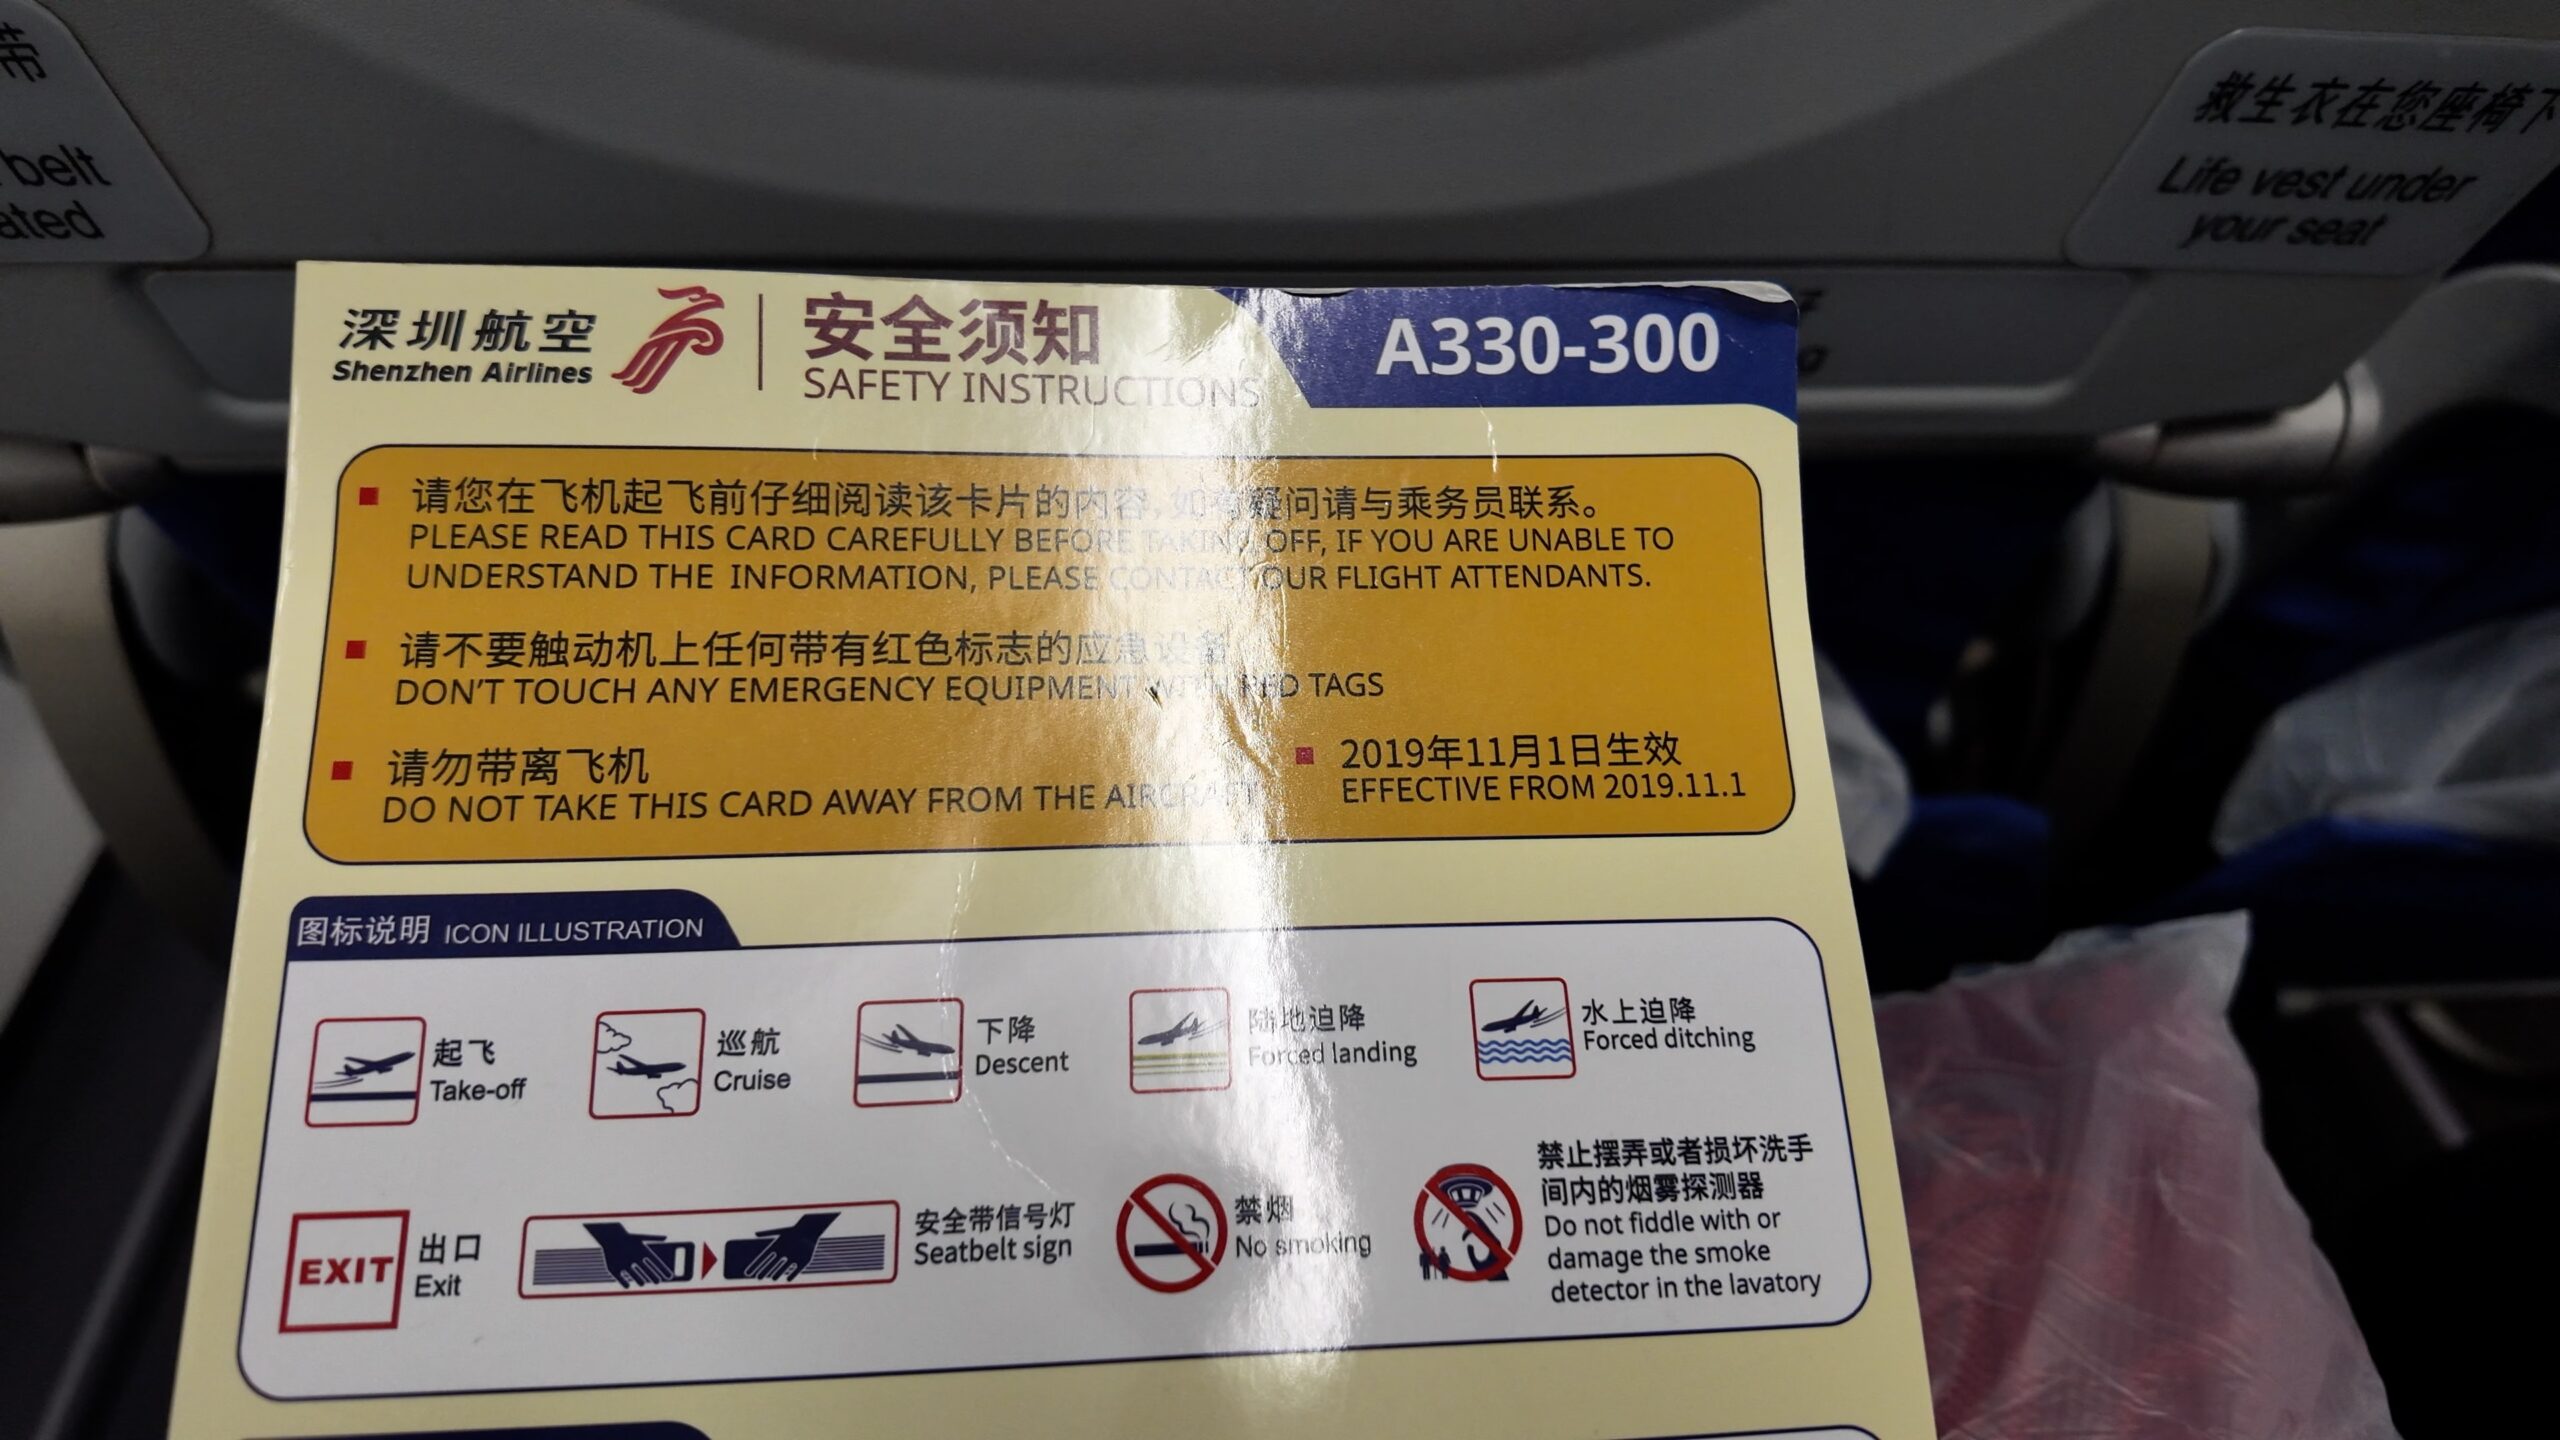 带
belt
ated
救生衣在您座椅下
Life vest under
your seat
深圳航空
Shenzhen Airlines
安全须知
SAFETY INSTRUCTIONS
A330-300
请您在飞机起飞前仔细阅读该卡片的内容,如有疑问请与乘务员联系。
PLEASE READ THIS CARD CAREFULLY BEFORE TAKING OFF, IF YOU ARE UNABLE TO
UNDERSTAND THE INFORMATION, PLEASE CONTACT OUR FLIGHT ATTENDANTS.
请不要触动机上任何带有红色标志的应急设备
DON'T TOUCH ANY EMERGENCY EQUIPMENT WITH RED TAGS
请勿带离飞机
DO NOT TAKE THIS CARD AWAY FROM THE AIRCRAFT
2019年11月1日生效
EFFECTIVE FROM 2019.11.1
图标说明 ICON ILLUSTRATION
起飞
Take-off
巡航
Cruise
下降
Descent
陆地迫降
Forced landing
水上迫降
Forced ditching
EXIT
出口
Exit
安全带信号灯
Seatbelt sign
禁烟
No smoking
禁止摆弄或者损坏洗手
间内的烟雾探测器
Do not fiddle with or
damage the smoke
detector in the lavatory